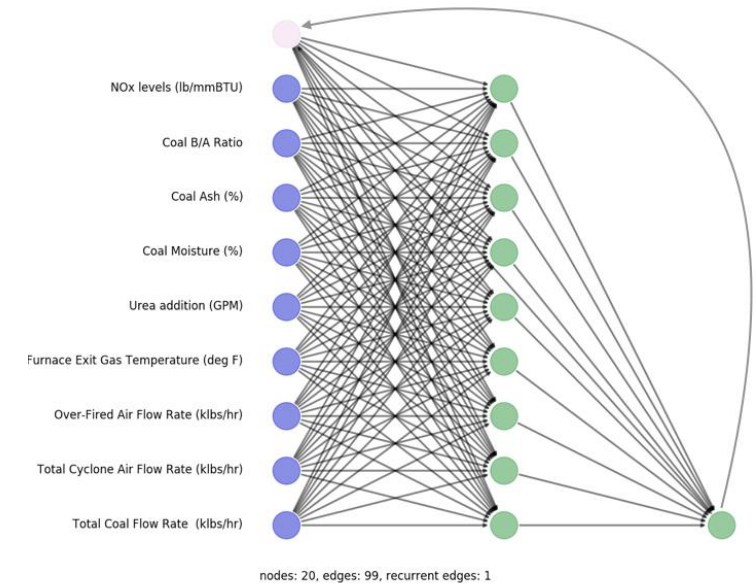 NOx levels (lb/mmBTU)
Coal B/A Ratio
Coal Ash (%)
Coal Moisture (%)
Urea addition (GPM)
Furnace Exit Gas Temperature (deg F)
Over-Fired Air Flow Rate (klbs/hr)
Total Cyclone Air Flow Rate (klbs/hr)
Total Coal Flow Rate (klbs/hr)
nodes: 20, edges: 99, recurrent edges: 1